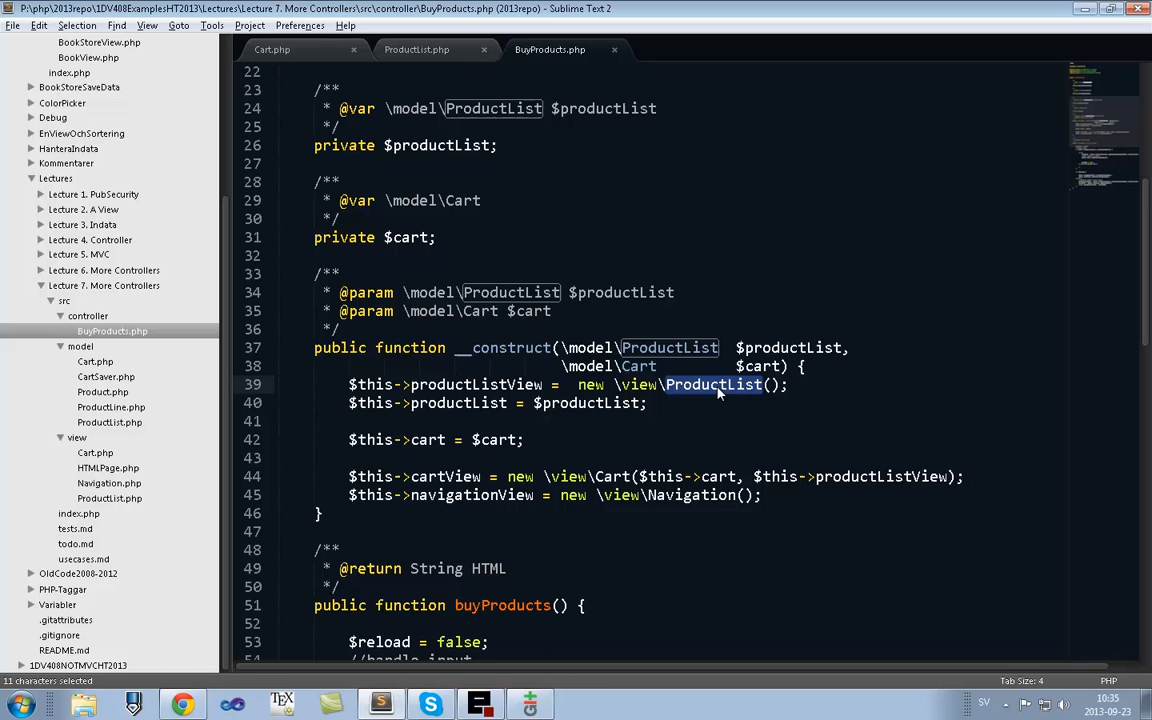 P:\php\2013repo\1DV408ExamplesHT2013\Lectures\Lecture 7. More Controllers\src\controller\BuyProducts.php (2013repo) - Sublime Text 2
File Edit Selection Find View Tools Goto Project Preferences Help
Cart.php ProductList.php BuyProducts.php
BookStoreView.php
BookView.php
index.php
BookStoreSaveData
ColorPicker
Debug
EnViewOchSortering
HanteraIndata
Kommentarer
Lectures
Lecture 1. PubSecurity
Lecture 2. A View
Lecture 3. Indata
Lecture 4. Controller
Lecture 5. MVC
Lecture 6. More Controllers
Lecture 7. More Controllers
src
controller
BuyProducts.php
model
Cart.php
CartSaver.php
Product.php
ProductLine.php
ProductList.php
view
Cart.php
HTMLPage.php
Navigation.php
ProductList.php
index.php
tests.md
todo.md
usecases.md
OldCode2008-2012
PHP-Taggar
Variabler
.gitattributes
.gitignore
README.md
1DV408NOTMVCHT2013
22
23 /**
24 * @var \model\ProductList $productList
25 */
26 private $productList;
27
28 /**
29 * @var \model\Cart
30 */
31 private $cart;
32
33 /**
34 * @param \model\ProductList $productList
35 * @param \model\Cart $cart
36 */
37 public function __construct(\model\ProductList $productList,
38 \model\Cart $cart) {
39 $this->productListView = new \view\ProductList();
40 $this->productList = $productList;
41
42 $this->cart = $cart;
43
44 $this->cartView = new \view\Cart($this->cart, $this->productListView);
45 $this->navigationView = new \view\Navigation();
46 }
47
48 /**
49 * @return String HTML
50 */
51 public function buyProducts() {
52
53 $reload = false;
54 //handle input
11 characters selected Tab Size: 4 PHP
SV 10:35
2013-09-23